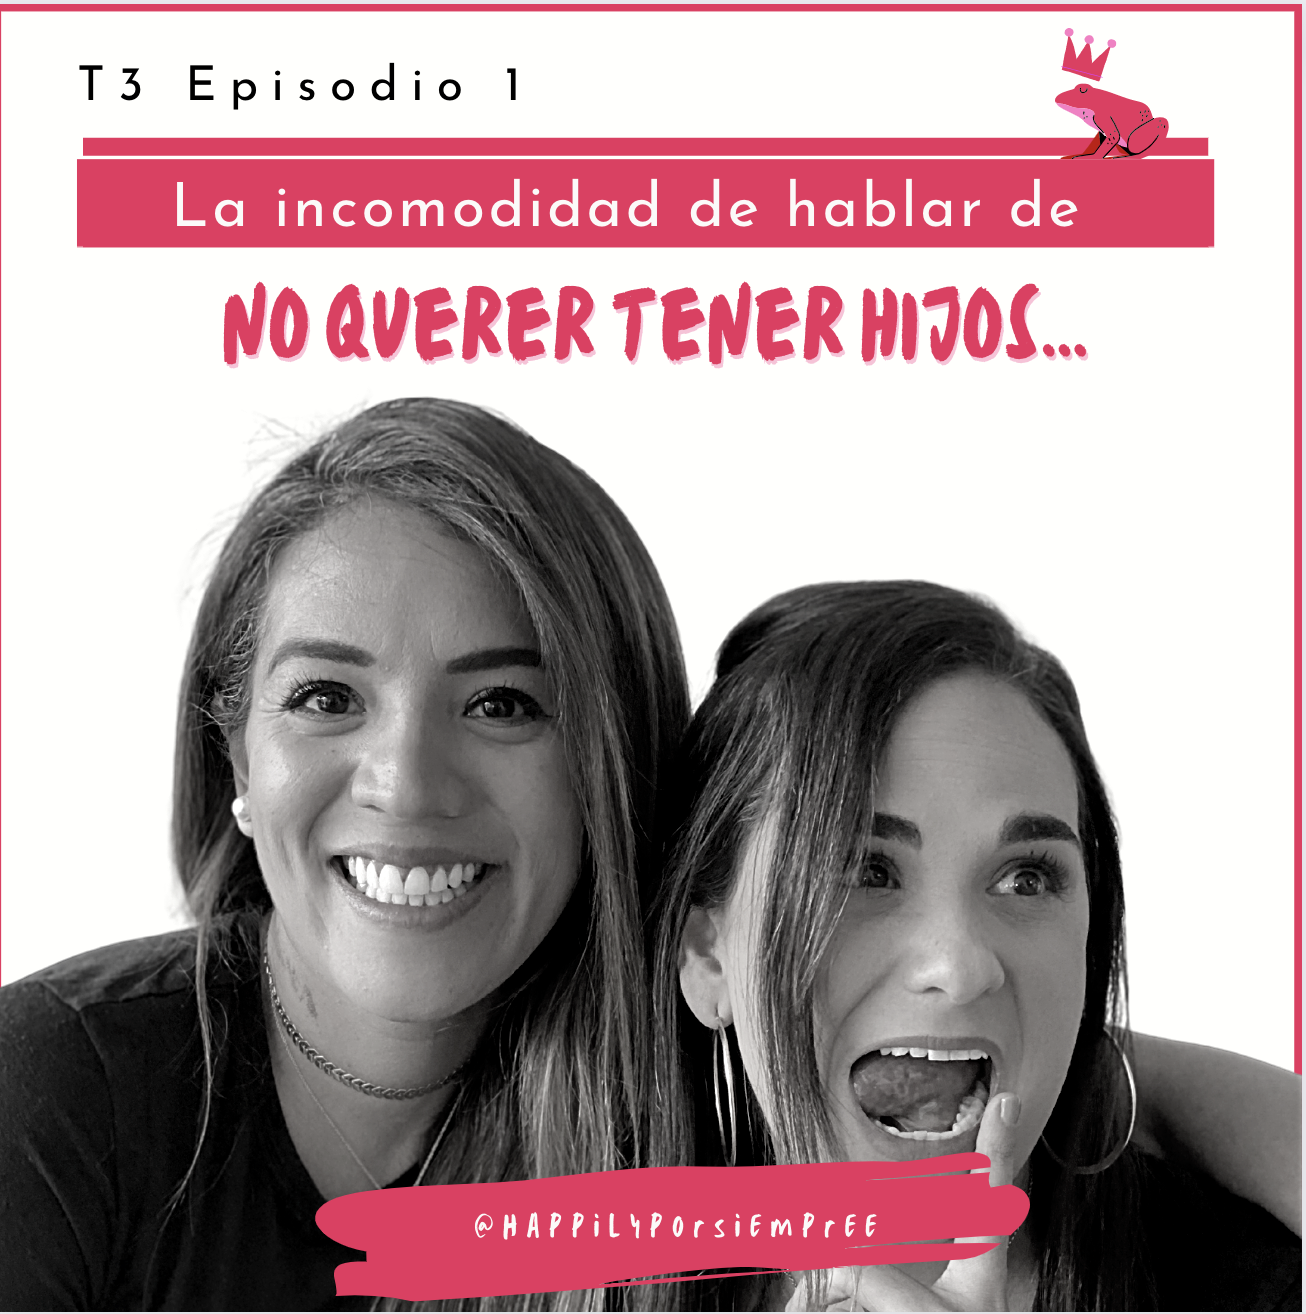 T3 Episodio 1
La incomodidad de hablar de
NO QUERER TENER HIJOS...
@HAPPiLYPOrsiEmPrEE